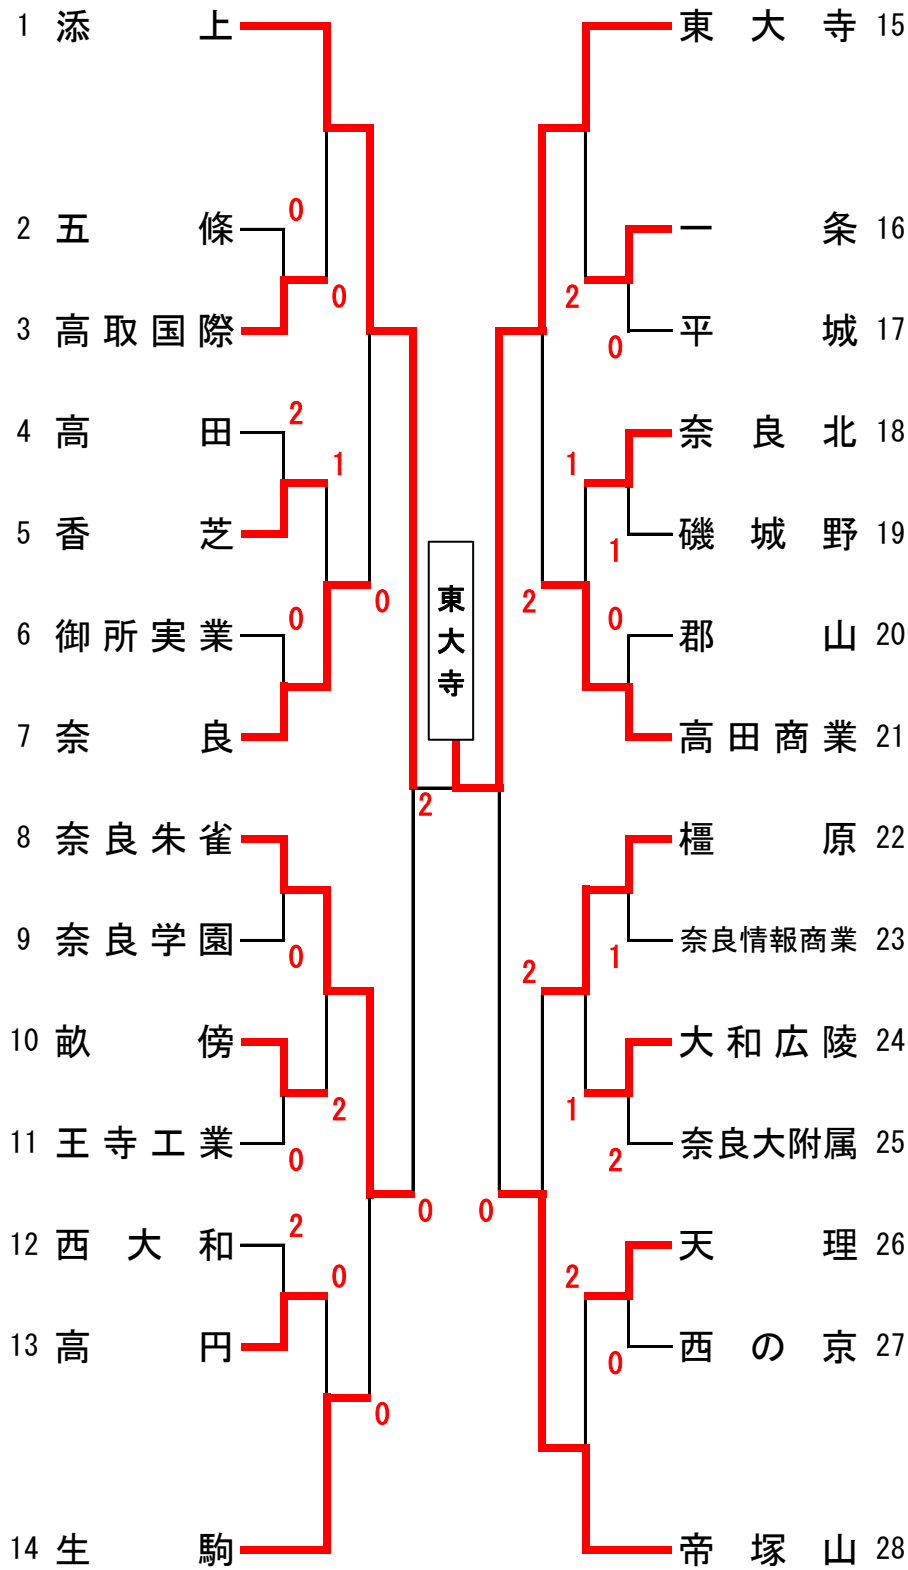 1 添上
0
2 五條
0
3 高取国際
2
4 高田
1
5 香芝
0
6 御所実業
0
7 奈良
2
8 奈良朱雀
9 奈良学園
0
10 畝傍
2
11 王寺工業
0
2
12 西大和
0
0
13 高円
0
14 生駒
東大寺
東大寺 15
一条 16
2
平城 17
0
奈良北 18
1
磯城野 19
1
2
0
郡山 20
高田商業 21
橿原 22
奈良情報商業 23
1
2
大和広陵 24
1
奈良大附属 25
2
0
天理 26
2
西の京 27
0
帝塚山 28